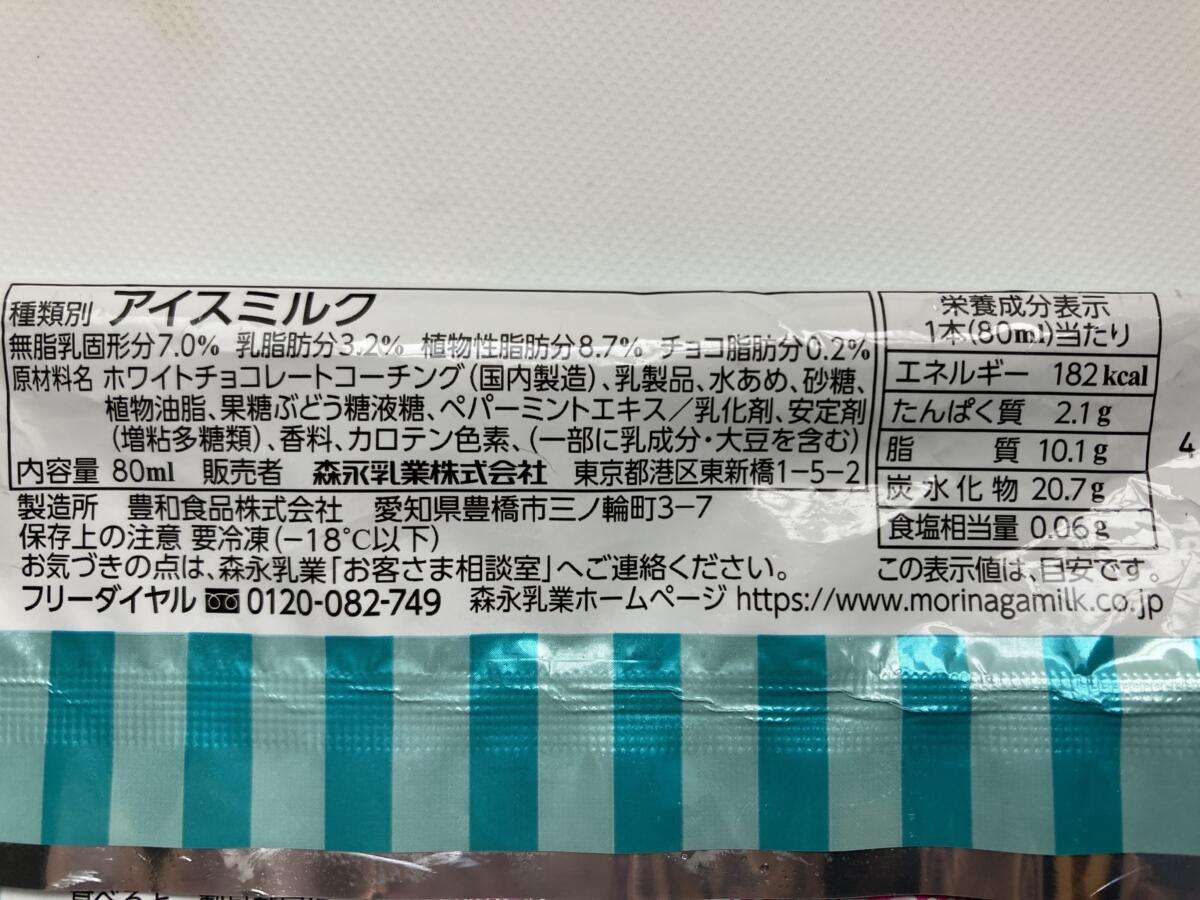 種類別 アイスミルク
無脂乳固形分7.0% 乳脂肪分3.2% 植物性脂肪分8.7% チョコ脂肪分0.2%
原材料名 ホワイトチョコレートコーチング(国内製造)、乳製品、水あめ、砂糖、
植物油脂、果糖ぶどう糖液糖、ペパーミントエキス/乳化剤、安定剤
(増粘多糖類)、香料、カロテン色素、(一部に乳成分・大豆を含む)
内容量 80ml 販売者 森永乳業株式会社 東京都港区東新橋1-5-2
製造所 豊和食品株式会社 愛知県豊橋市三ノ輪町3-7
保存上の注意 要冷凍(-18℃以下)
お気づきの点は、森永乳業「お客さま相談室」へご連絡ください。
フリーダイヤル 0120-082-749 森永乳業ホームページ https://www.morinagamilk.co.jp
栄養成分表示
1本(80ml)当たり
エネルギー 182kcal
たんぱく質 2.1g
脂質 10.1g
炭水化物 20.7g
食塩相当量 0.06g
この表示値は、目安です。
4